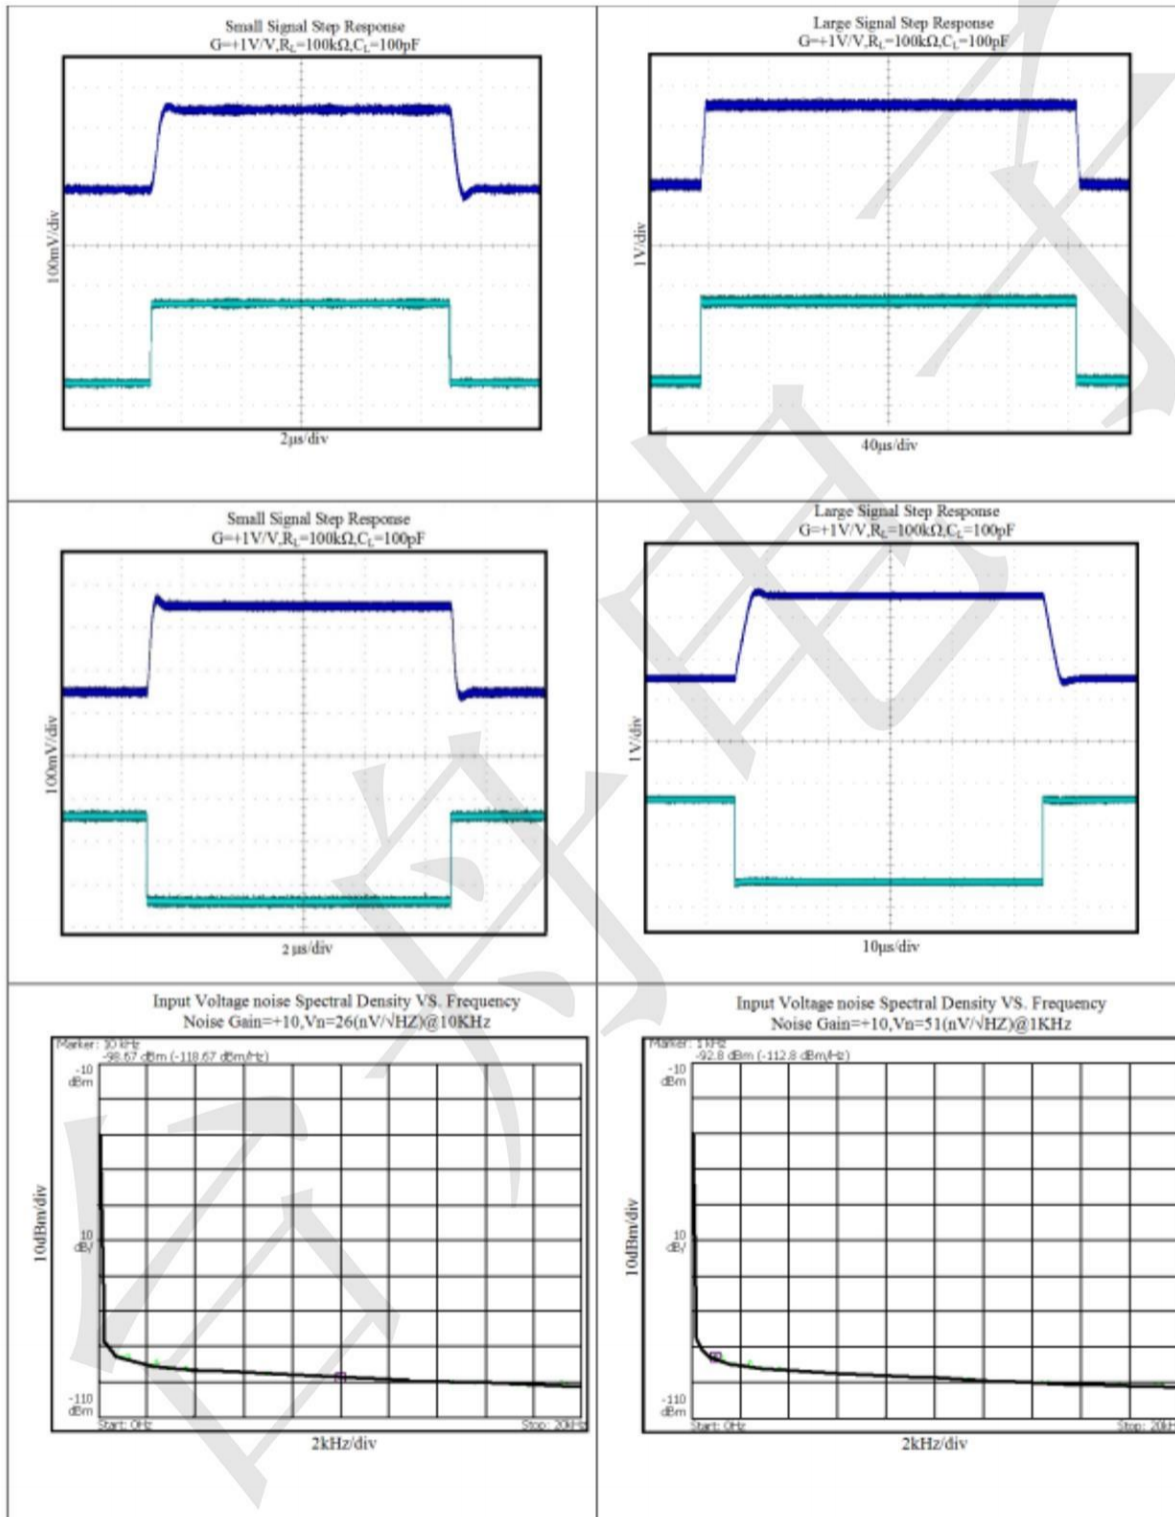 Small Signal Step Response
G=+1V/V,RL=100kΩ,CL=100pF
100mV/div
2μs/div
Large Signal Step Response
G=+1V/V,RL=100kΩ,CL=100pF
1V/div
40μs/div
Small Signal Step Response
G=+1V/V,RL=100kΩ,CL=100pF
100mV/div
2 μs/div
Large Signal Step Response
G=+1V/V,RL=100kΩ,CL=100pF
1V/div
10μs/div
Input Voltage noise Spectral Density VS. Frequency
Noise Gain=+10,Vn=26(nV/√HZ)@10KHz
Marker: 10 kHz
-98.67 dBm (-118.67 dBm/Hz)
-10
dBm
10dBm/div
10
dB/
-110
dBm
Start: 0Hz
Stop: 20kHz
2kHz/div
Input Voltage noise Spectral Density VS. Frequency
Noise Gain=+10,Vn=51(nV/√HZ)@1KHz
Marker: 1 kHz
-92.8 dBm (-112.8 dBm/Hz)
-10
dBm
10dBm/div
10
dB/
-110
dBm
Start: 0Hz
Stop: 20kH
2kHz/div